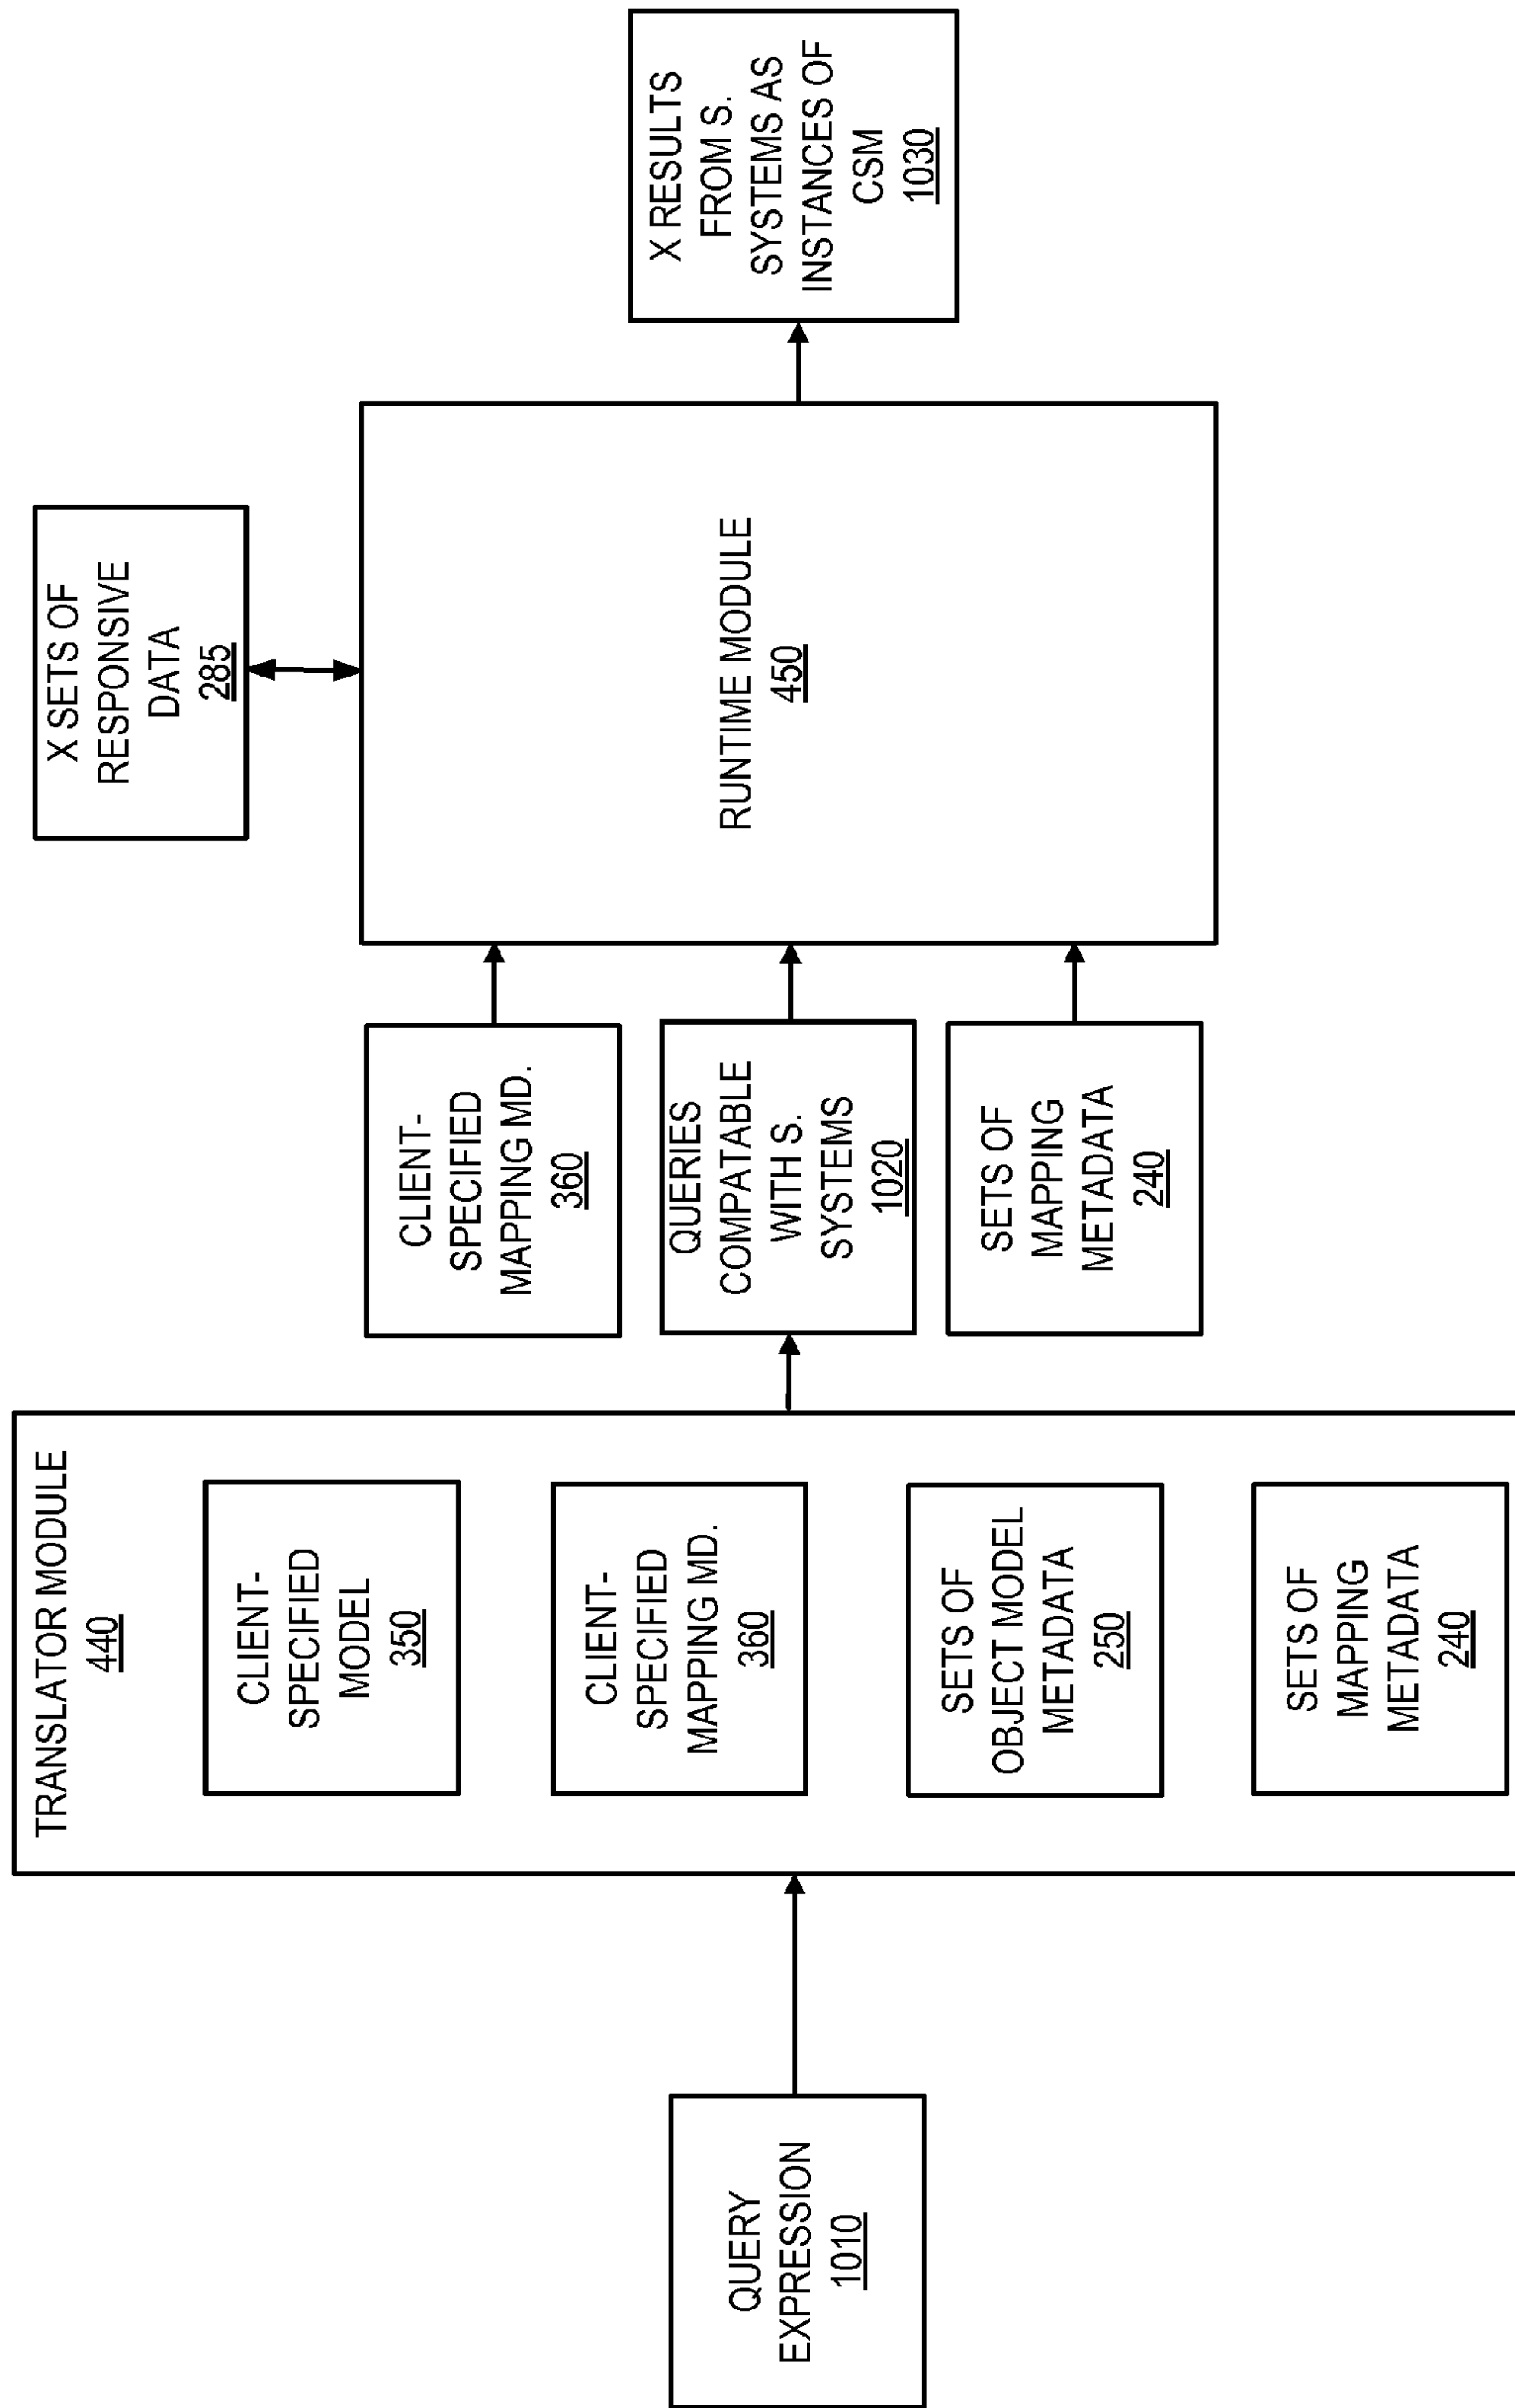 QUERY
EXPRESSION
1010
TRANSLATOR MODULE
440
CLIENT-
SPECIFIED
MODEL
350
CLIENT-
SPECIFIED
MAPPING MD.
360
SETS OF
OBJECT MODEL
METADATA
250
SETS OF
MAPPING
METADATA
240
CLIENT-
SPECIFIED
MAPPING MD.
360
QUERIES
COMPATABLE
WITH S.
SYSTEMS
1020
SETS OF
MAPPING
METADATA
240
X SETS OF
RESPONSIVE
DATA
285
RUNTIME MODULE
450
X RESULTS
FROM S.
SYSTEMS AS
INSTANCES OF
CSM
1030